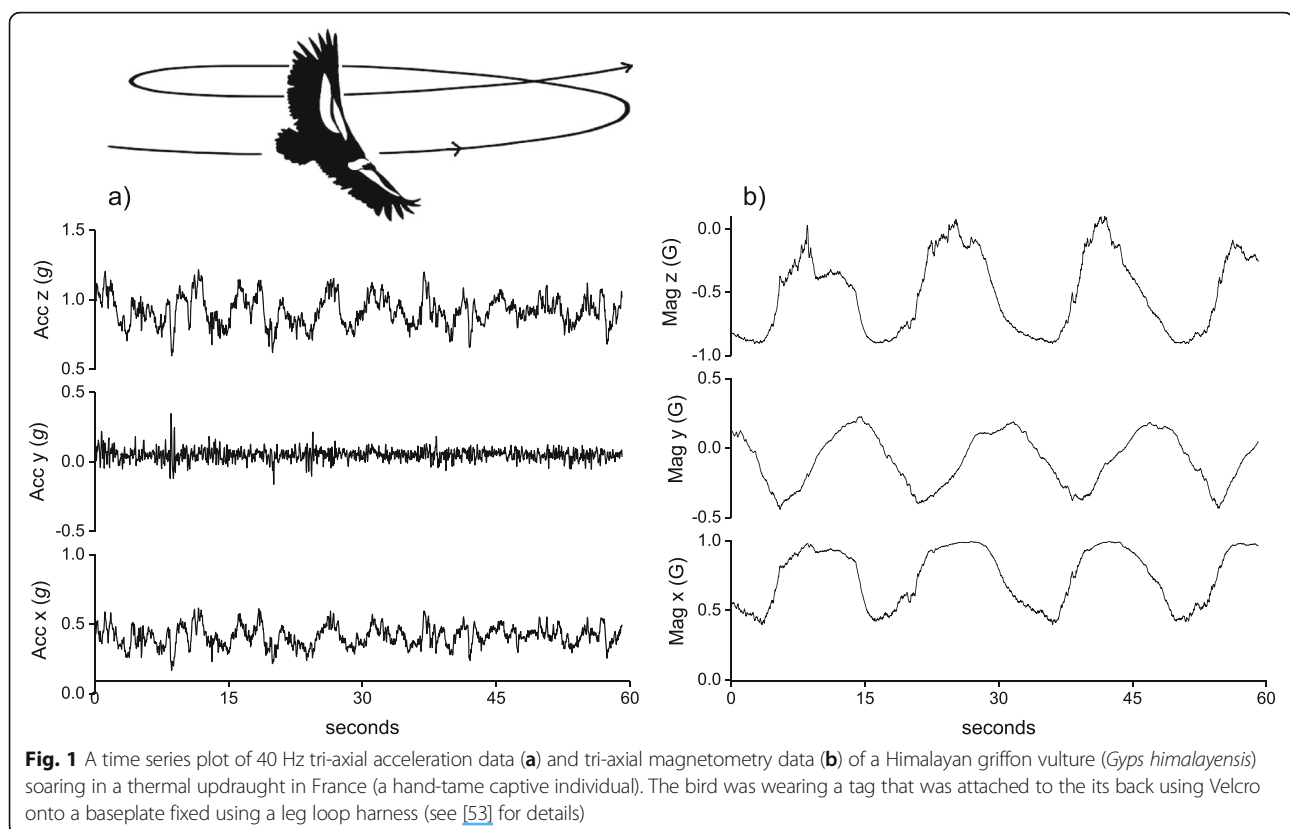 a)
1.5
1.0
0.5
Acc z (g)
0.5
0.0
-0.5
Acc y (g)
1.0
0.5
0.0
Acc x (g)
0 15 30 45 60
seconds
b)
0.0
-0.5
-1.0
Mag z (G)
0.5
0.0
-0.5
Mag y (G)
1.0
0.5
0.0
Mag x (G)
0 15 30 45 60
seconds
Fig. 1 A time series plot of 40 Hz tri-axial acceleration data (a) and tri-axial magnetometry data (b) of a Himalayan griffon vulture (Gyps himalayensis)
soaring in a thermal updraught in France (a hand-tame captive individual). The bird was wearing a tag that was attached to the its back using Velcro
onto a baseplate fixed using a leg loop harness (see [53] for details)